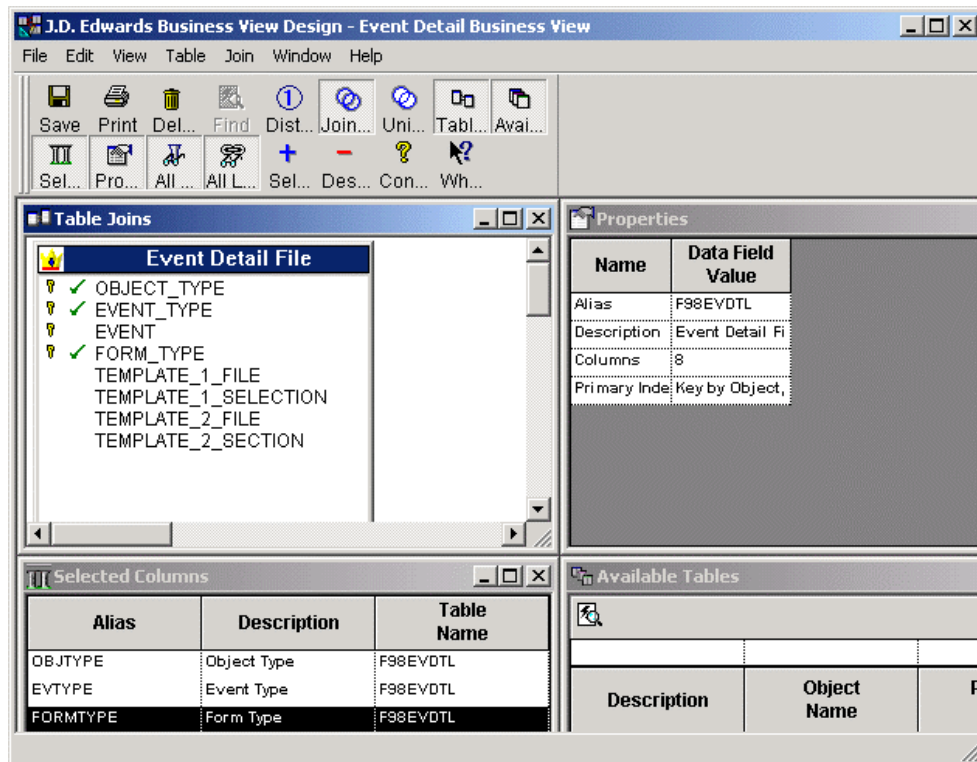 J.D. Edwards Business View Design - Event Detail Business View
File Edit View Table Join Window Help
Save Print Del... Find Dist... Join... Uni... Tabl... Avai...
Sel... Pro... All ... All L... Sel... Des... Con... Wh...
Table Joins
Event Detail File
OBJECT_TYPE
EVENT_TYPE
EVENT
FORM_TYPE
TEMPLATE_1_FILE
TEMPLATE_1_SELECTION
TEMPLATE_2_FILE
TEMPLATE_2_SECTION
Properties
Name Data Field Value
Alias F98EVDTL
Description Event Detail Fi
Columns 8
Primary Inde Key by Object,
Selected Columns
Alias Description Table Name
OBJTYPE Object Type F98EVDTL
EVTYPE Event Type F98EVDTL
FORMTYPE Form Type F98EVDTL
Available Tables
Description Object Name